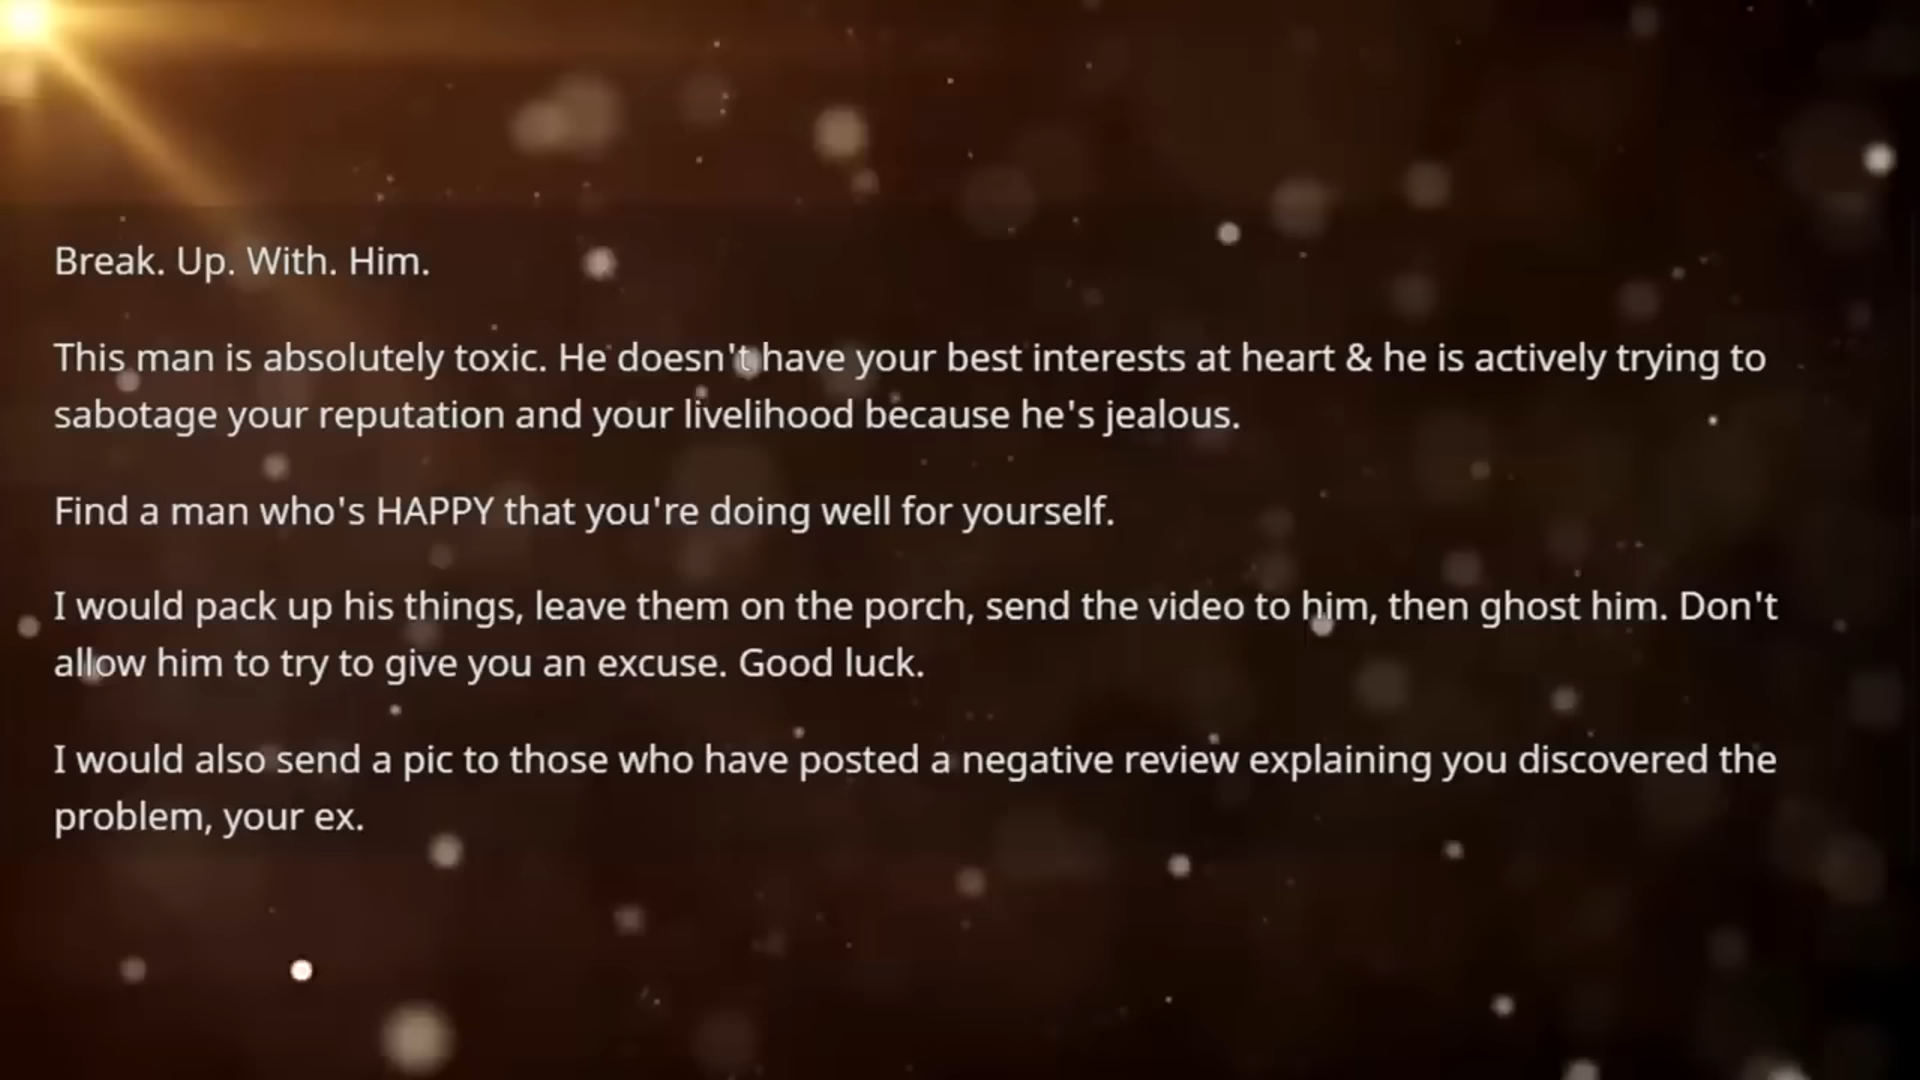 Break. Up. With. Him.
This man is absolutely toxic. He doesn't have your best interests at heart & he is actively trying to
sabotage your reputation and your livelihood because he's jealous.
Find a man who's HAPPY that you're doing well for yourself.
I would pack up his things, leave them on the porch, send the video to him, then ghost him. Don't
allow him to try to give you an excuse. Good luck.
I would also send a pic to those who have posted a negative review explaining you discovered the
problem, your ex.